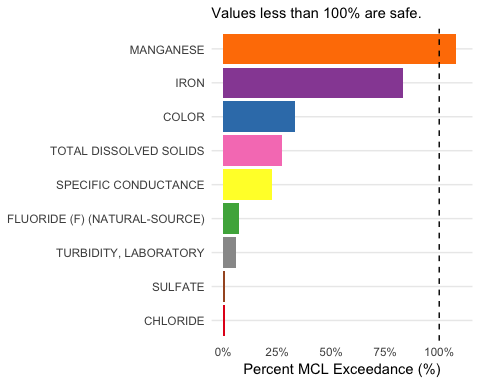 Values less than 100% are safe.
MANGANESE
IRON
COLOR
TOTAL DISSOLVED SOLIDS
SPECIFIC CONDUCTANCE
FLUORIDE (F) (NATURAL-SOURCE)
TURBIDITY, LABORATORY
SULFATE
CHLORIDE
0% 25% 50% 75% 100%
Percent MCL Exceedance (%)